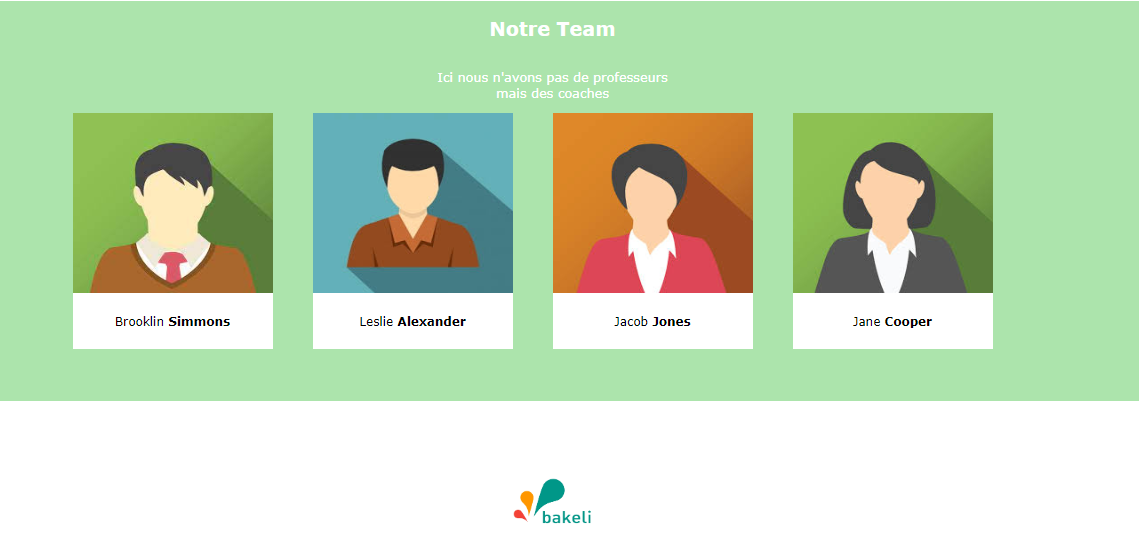 Notre Team
Ici nous n'avons pas de professeurs
mais des coaches
Brooklin Simmons
Leslie Alexander
Jacob Jones
Jane Cooper
bakeli